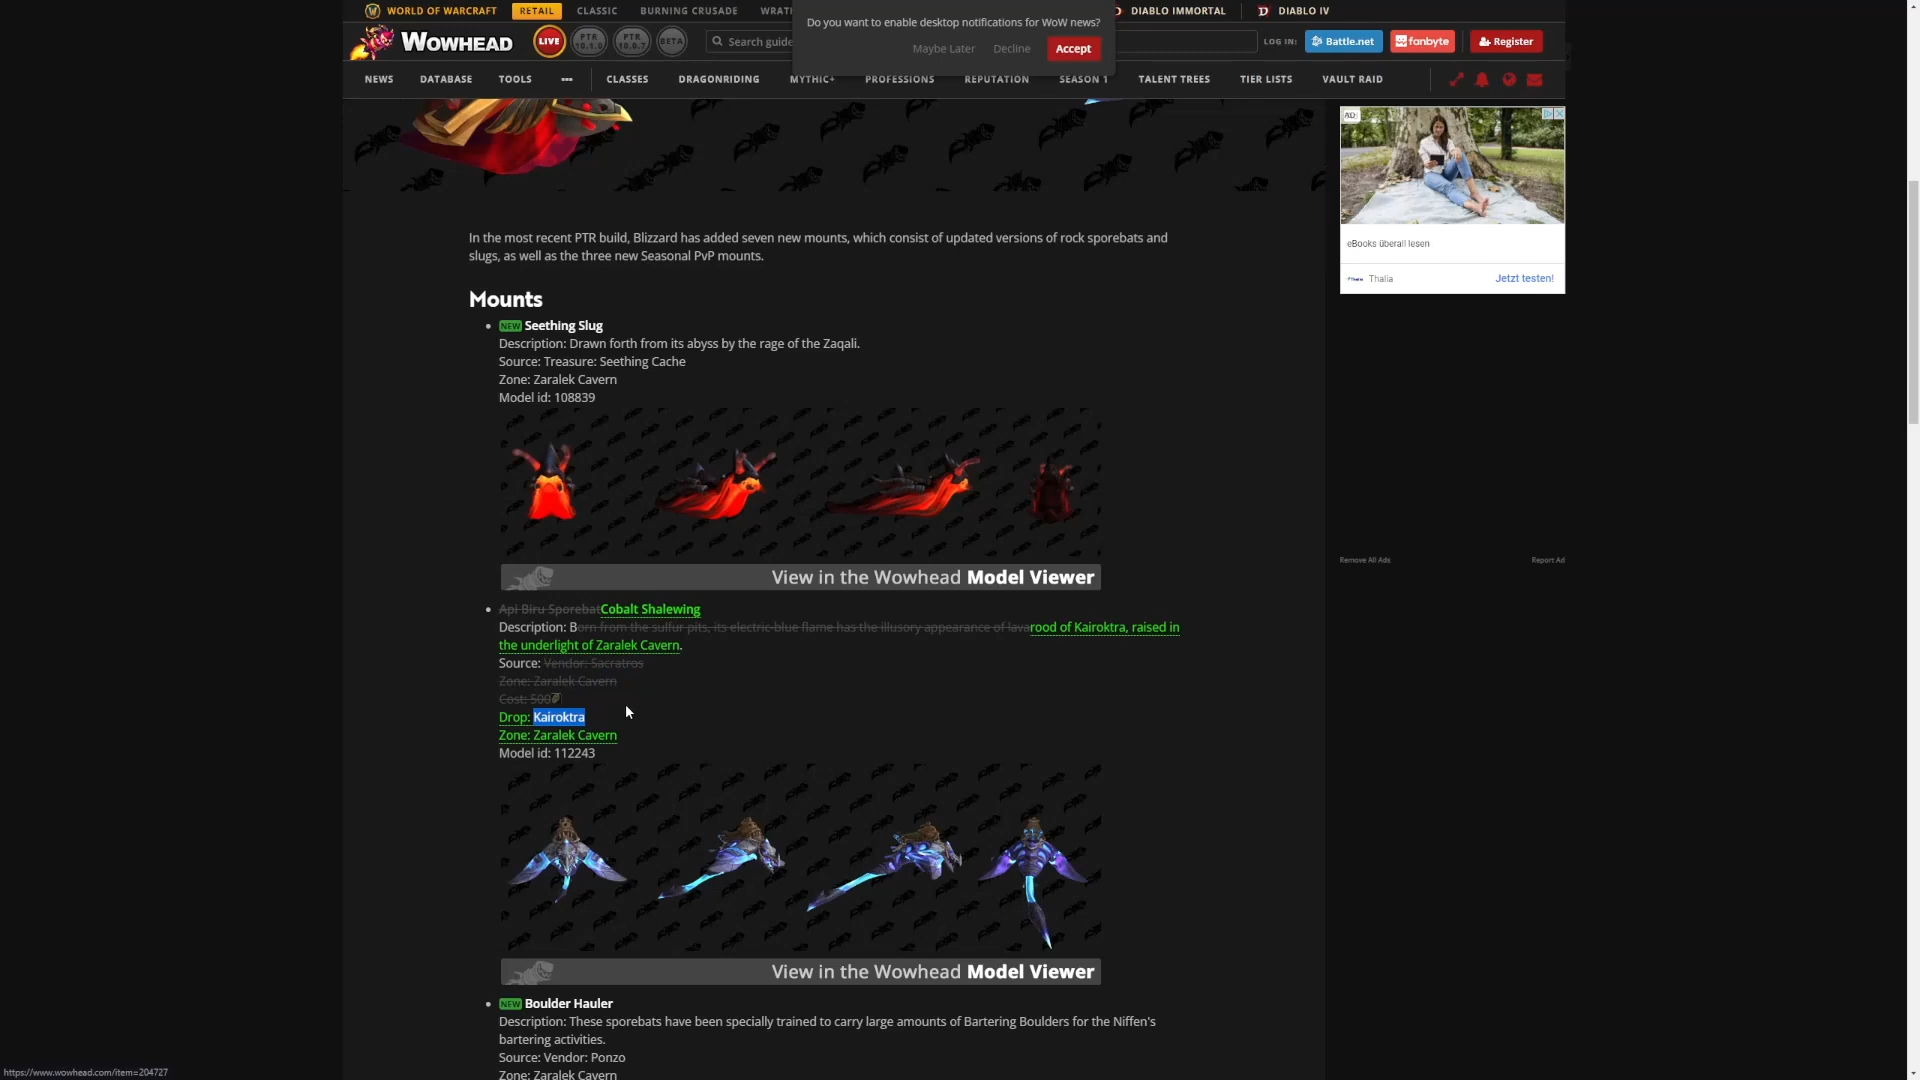 WORLD OF WARCRAFT
RETAIL
CLASSIC
BURNING CRUSADE
WRATH
DIABLO IMMORTAL
DIABLO IV
Do you want to enable desktop notifications for WoW news?
Maybe Later
Decline
Accept
WOWHEAD
LIVE
PTR 10.1.0
PTR 10.0.7
BETA
Search guide
LOG IN:
Battle.net
fanbyte
Register
NEWS
DATABASE
TOOLS
CLASSES
DRAGONRIDING
MYTHIC+
PROFESSIONS
REPUTATION
SEASON 1
TALENT TREES
TIER LISTS
VAULT RAID
AD
eBooks überall lesen
Thalia
Jetzt testen!
Remove All Ads
Report Ad
In the most recent PTR build, Blizzard has added seven new mounts, which consist of updated versions of rock sporebats and
slugs, as well as the three new Seasonal PvP mounts.
Mounts
NEW Seething Slug
Description: Drawn forth from its abyss by the rage of the Zaqali.
Source: Treasure: Seething Cache
Zone: Zaralek Cavern
Model id: 108839
View in the Wowhead Model Viewer
Api Biru SporebatCobalt Shalewing
Description: Born from the sulfur pits, its electric-blue flame has the illusory appearance of lavarood of Kairoktra, raised in
the underlight of Zaralek Cavern.
Source: Vendor: Sacratros
Zone: Zaralek Cavern
Cost: 500
Drop: Kairoktra
Zone: Zaralek Cavern
Model id: 112243
View in the Wowhead Model Viewer
NEW Boulder Hauler
Description: These sporebats have been specially trained to carry large amounts of Bartering Boulders for the Niffen's
bartering activities.
Source: Vendor: Ponzo
Zone: Zaralek Cavern
https://www.wowhead.com/item=204727